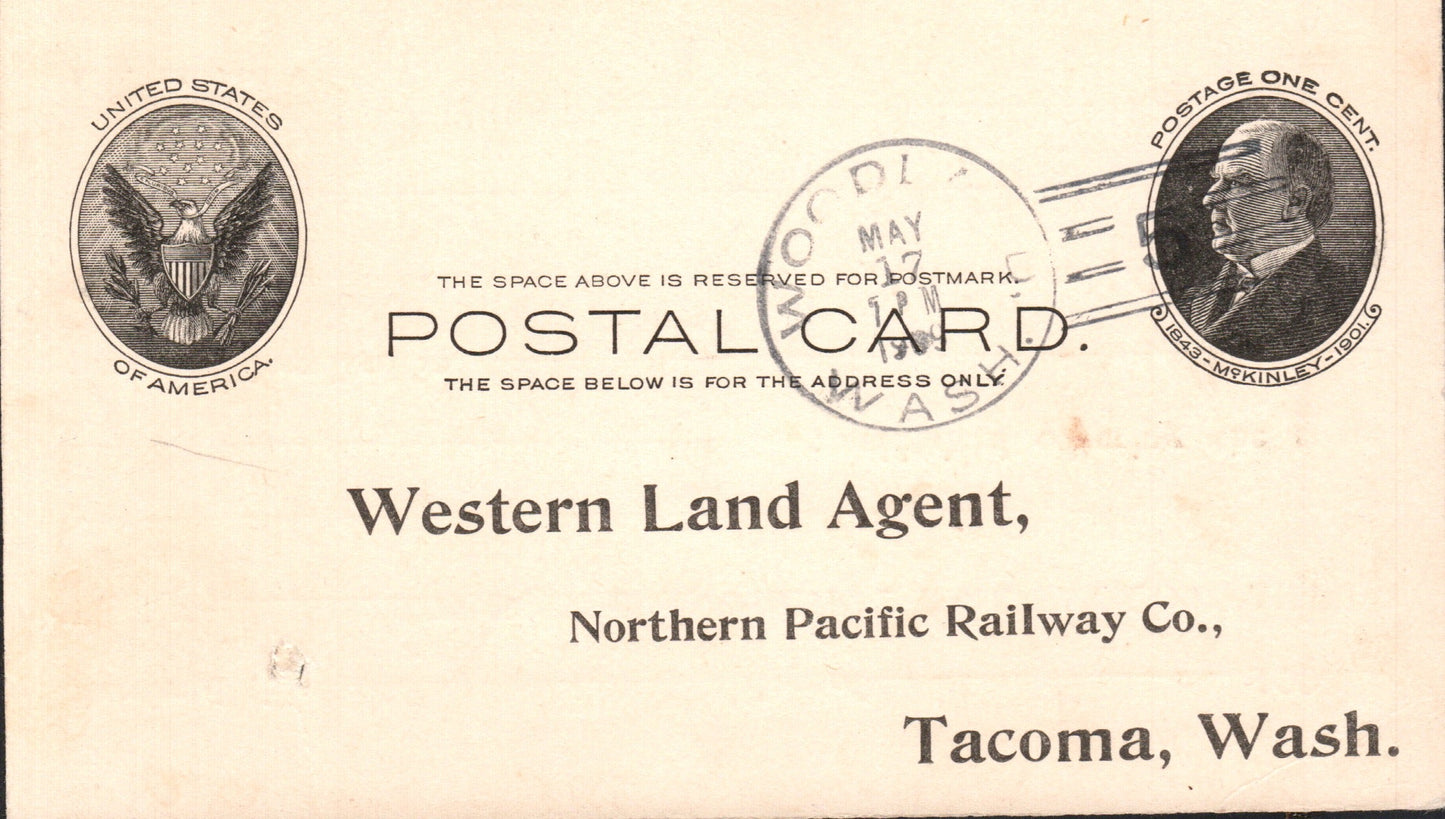 UNITED STATES
OF AMERICA.
POSTAGE ONE CENT.
1843-McKINLEY-1901.
MAY
17
PM
WASH.
THE SPACE ABOVE IS RESERVED FOR POSTMARK.
POSTAL CARD.
THE SPACE BELOW IS FOR THE ADDRESS ONLY.
Western Land Agent,
Northern Pacific Railway Co.,
Tacoma, Wash.